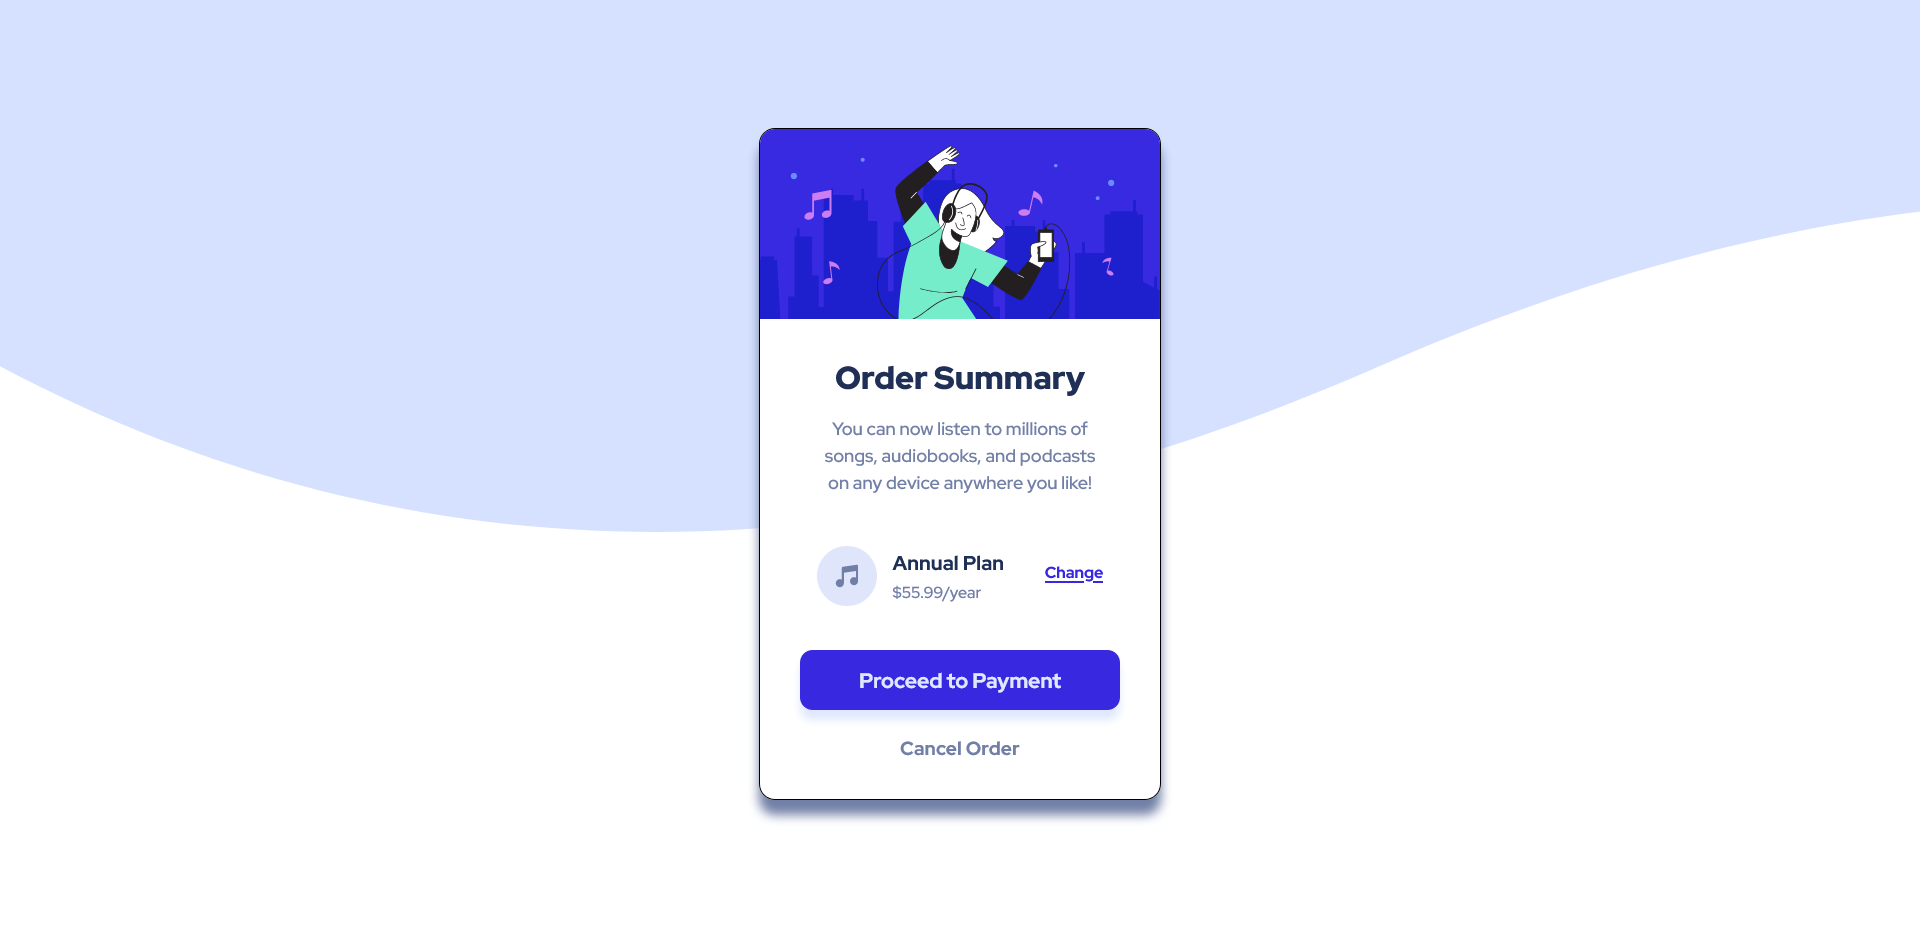 Order Summary
You can now listen to millions of
songs, audiobooks, and podcasts
on any device anywhere you like!
Annual Plan
$55.99/year
Change
Proceed to Payment
Cancel Order